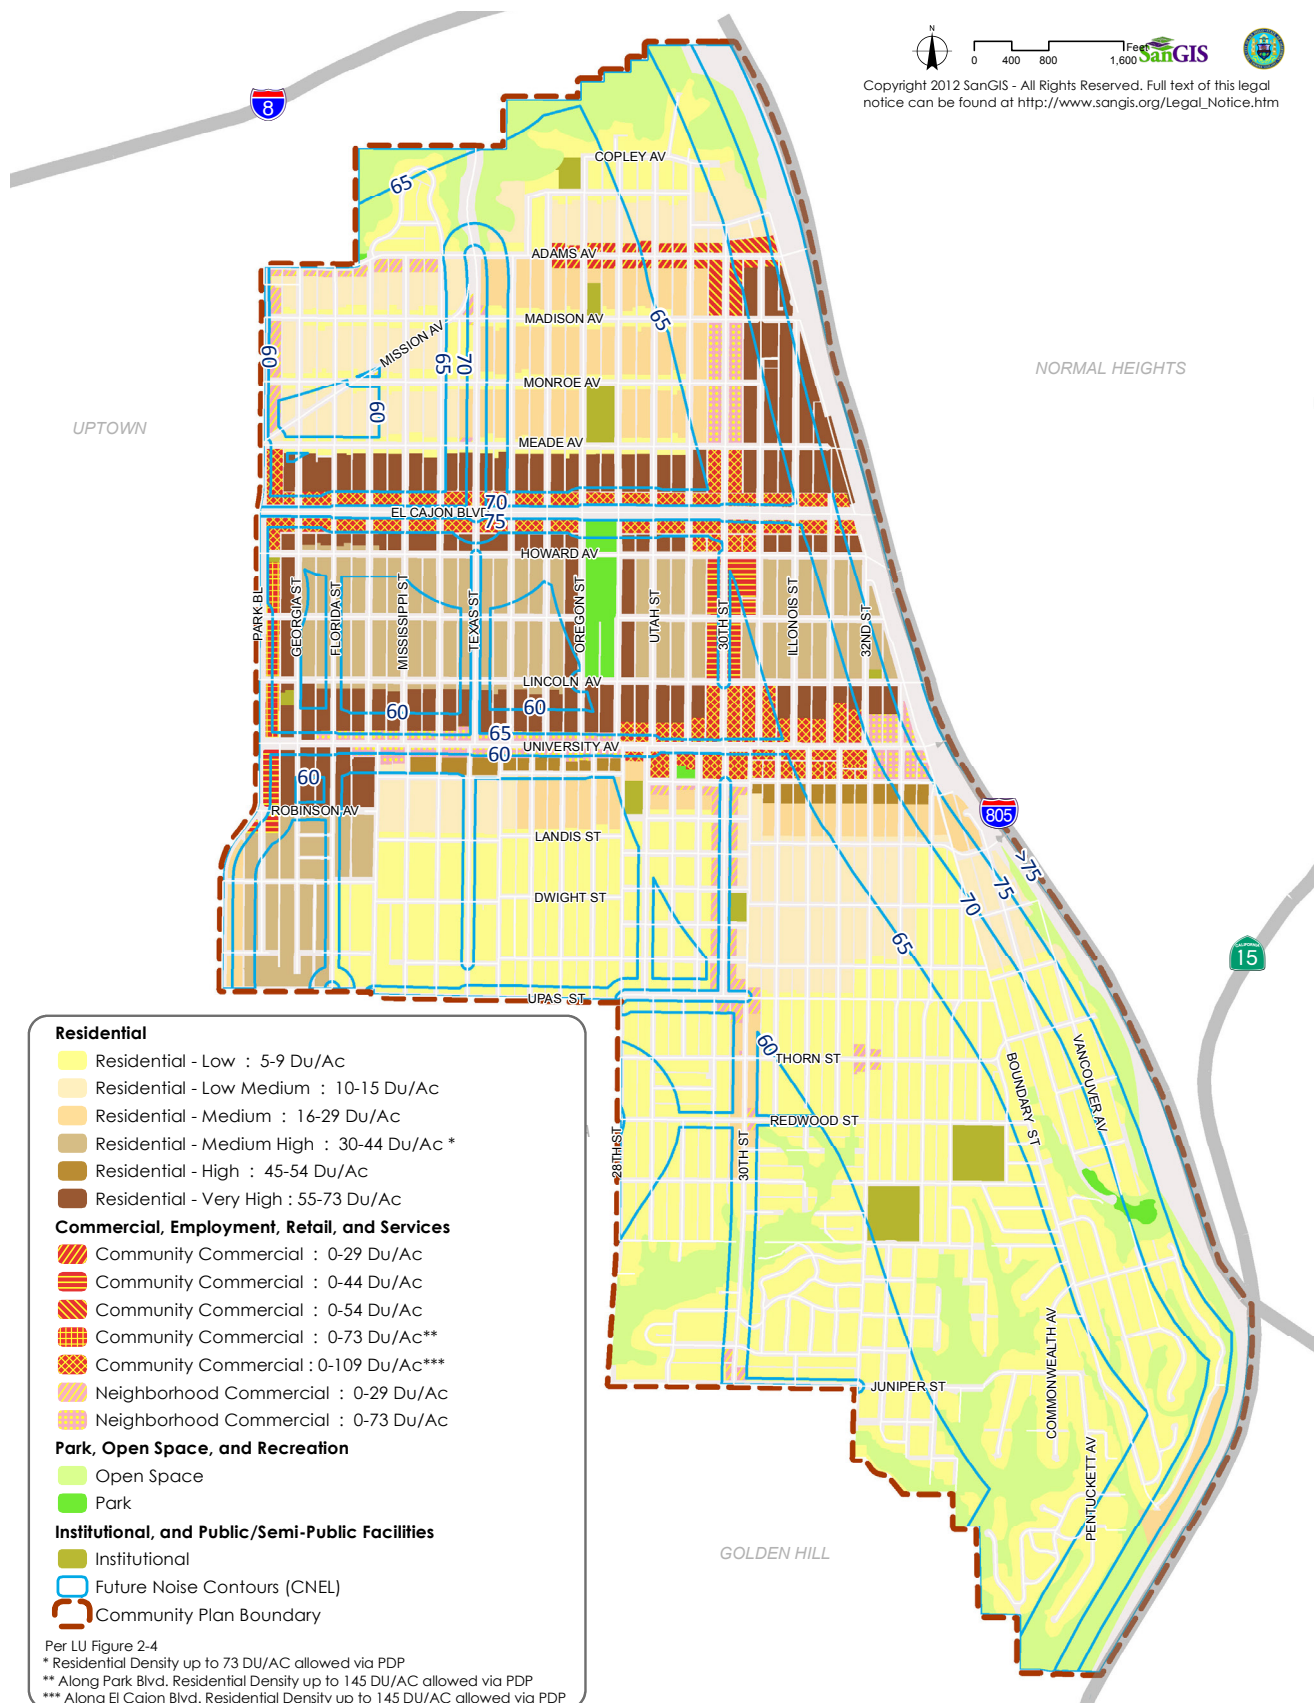 N
Feet
0 400 800 1,600
SanGIS
Copyright 2012 SanGIS - All Rights Reserved. Full text of this legal
notice can be found at http://www.sangis.org/Legal_Notice.htm
8
COPLEY AV
65
ADAMS AV
MADISON AV
65
MISSION AV
60
65
70
MONROE AV
NORMAL HEIGHTS
60
UPTOWN
MEADE AV
70
EL CAJON BLVD
75
HOWARD AV
PARK BL
GEORGIA ST
FLORIDA ST
MISSISSIPPI ST
TEXAS ST
OREGON ST
UTAH ST
30TH ST
ILLONOIS ST
32ND ST
LINCOLN AV
60
60
65
UNIVERSITY AV
60
60
ROBINSON AV
805
LANDIS ST
>75
75
DWIGHT ST
70
65
CALIFORNIA
15
UPAS ST
60
THORN ST
BOUNDARY ST
VANCOUVER AV
REDWOOD ST
28TH ST
30TH ST
JUNIPER ST
COMMONWEALTH AV
PENTUCKETT AV
GOLDEN HILL
Residential
Residential - Low : 5-9 Du/Ac
Residential - Low Medium : 10-15 Du/Ac
Residential - Medium : 16-29 Du/Ac
Residential - Medium High : 30-44 Du/Ac *
Residential - High : 45-54 Du/Ac
Residential - Very High : 55-73 Du/Ac
Commercial, Employment, Retail, and Services
Community Commercial : 0-29 Du/Ac
Community Commercial : 0-44 Du/Ac
Community Commercial : 0-54 Du/Ac
Community Commercial : 0-73 Du/Ac**
Community Commercial : 0-109 Du/Ac***
Neighborhood Commercial : 0-29 Du/Ac
Neighborhood Commercial : 0-73 Du/Ac
Park, Open Space, and Recreation
Open Space
Park
Institutional, and Public/Semi-Public Facilities
Institutional
Future Noise Contours (CNEL)
Community Plan Boundary
Per LU Figure 2-4
* Residential Density up to 73 DU/AC allowed via PDP
** Along Park Blvd. Residential Density up to 145 DU/AC allowed via PDP
*** Along El Cajon Blvd. Residential Density up to 145 DU/AC allowed via PDP